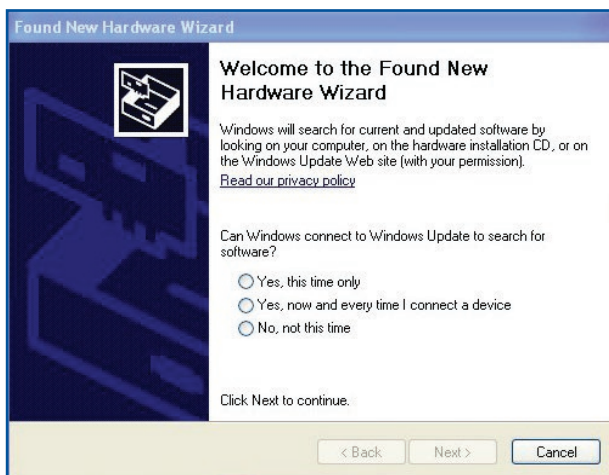 Found New Hardware Wizard
Welcome to the Found New
Hardware Wizard
Windows will search for current and updated software by
looking on your computer, on the hardware installation CD, or on
the Windows Update Web site (with your permission).
Read our privacy policy
Can Windows connect to Windows Update to search for
software?
Yes, this time only
Yes, now and every time I connect a device
No, not this time
Click Next to continue.
< Back Next > Cancel